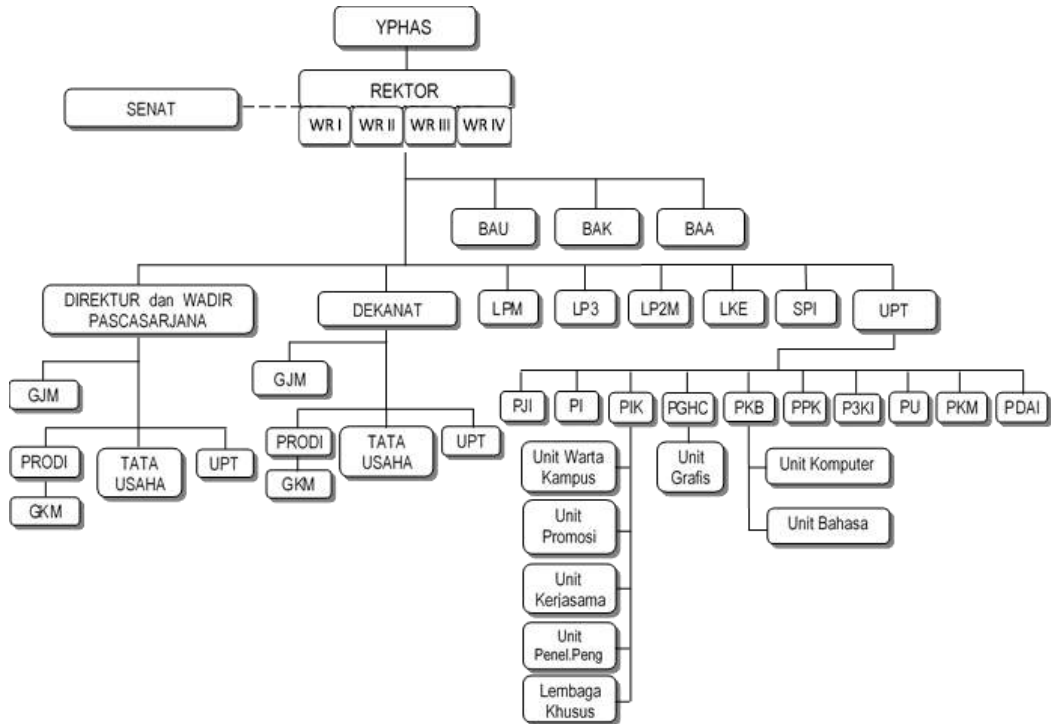 YPHAS
REKTOR
SENAT
WR I WR II WR III WR IV
BAU BAK BAA
DIREKTUR dan WADIR
PASCASARJANA
DEKANAT
LPM LP3 LP2M LKE SPI UPT
GJM
GJM
PJI PI PIK PGHC PKB PPK P3KI PU PKM PDAI
PRODI
TATA
USAHA
UPT
GKM
PRODI
TATA
USAHA
UPT
GKM
Unit Warta
Kampus
Unit
Promosi
Unit
Kerjasama
Unit
Penel.Peng
Lembaga
Khusus
Unit
Grafis
Unit Komputer
Unit Bahasa